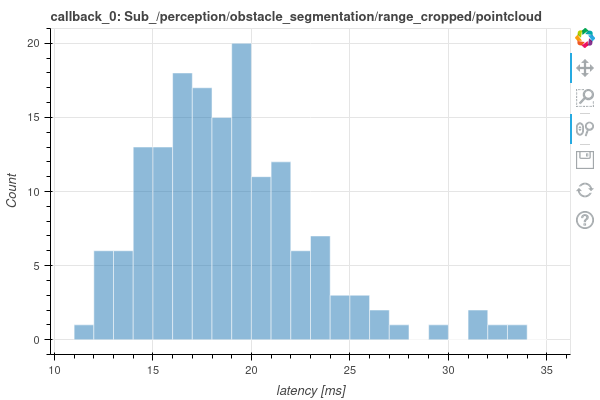 callback_0: Sub_/perception/obstacle_segmentation/range_cropped/pointcloud
20
15
10
5
0
Count
10 15 20 25 30 35
latency [ms]